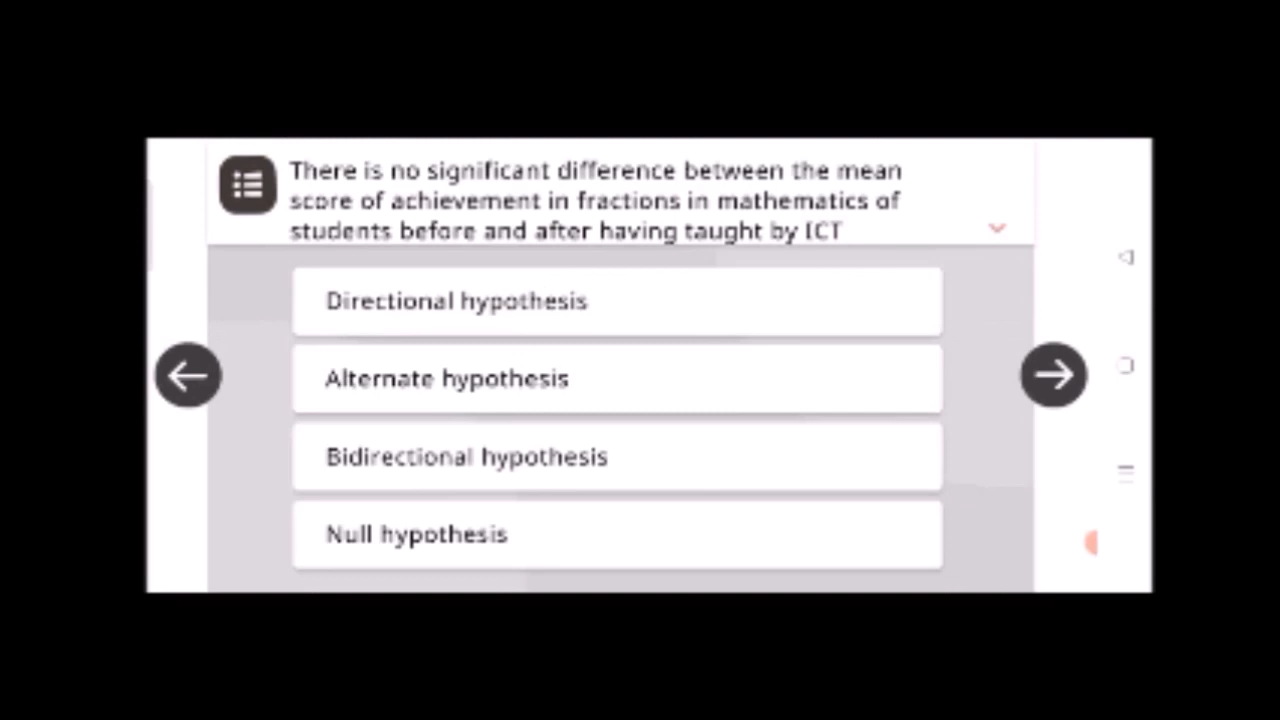 There is no significant difference between the mean
score of achievement in fractions in mathematics of
students before and after having taught by ICT
Directional hypothesis
Alternate hypothesis
Bidirectional hypothesis
Null hypothesis